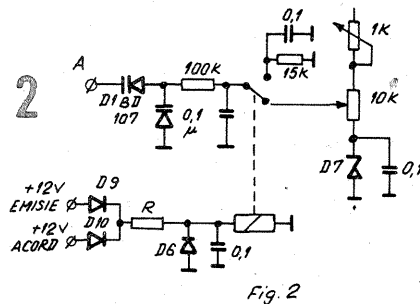 0,1
1K
A
100K
15K
10K
2
D1
BD
107
0,1
µ
D7
0,1
+12V
EMISIE
D9
R
+12V
ACORD
D10
D6
0,1
Fig. 2